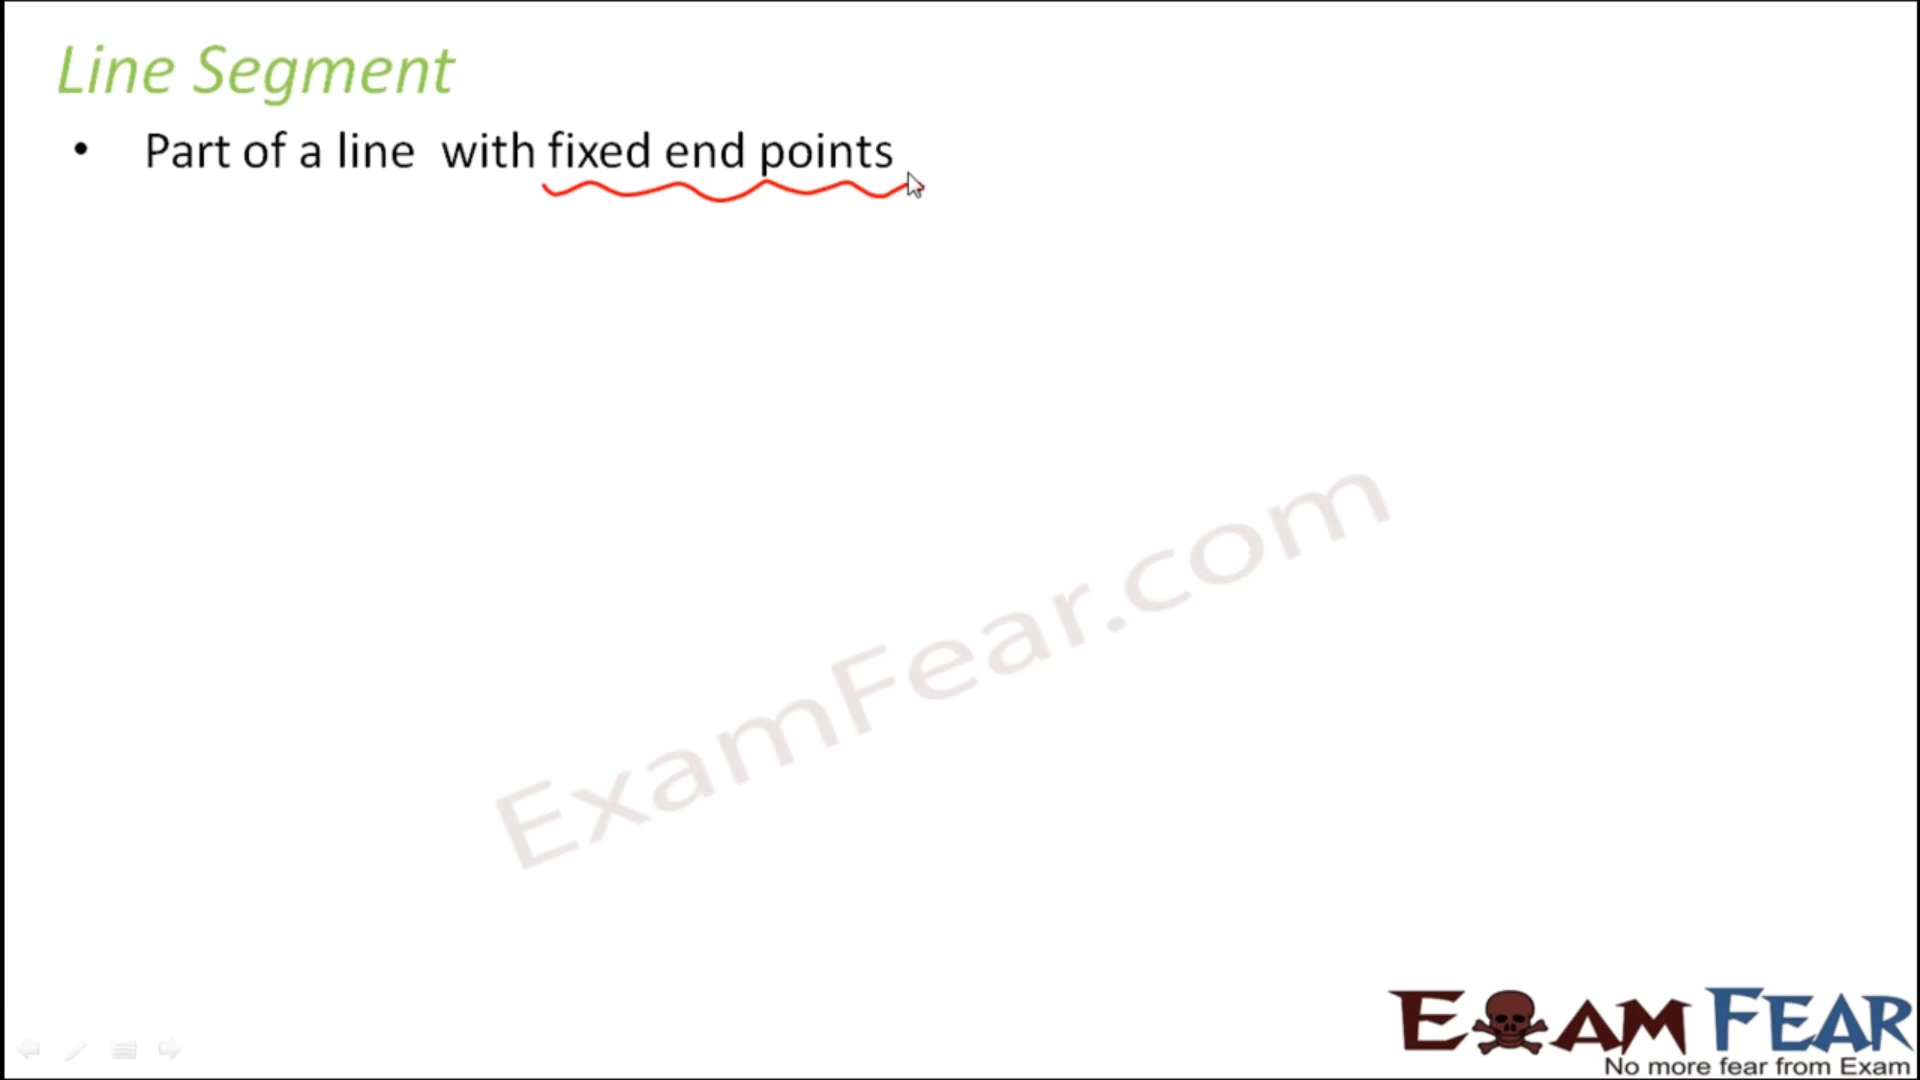 Line Segment
• Part of a line with fixed end points
ExamFear.com
EXAM FEAR
No more fear from Exam